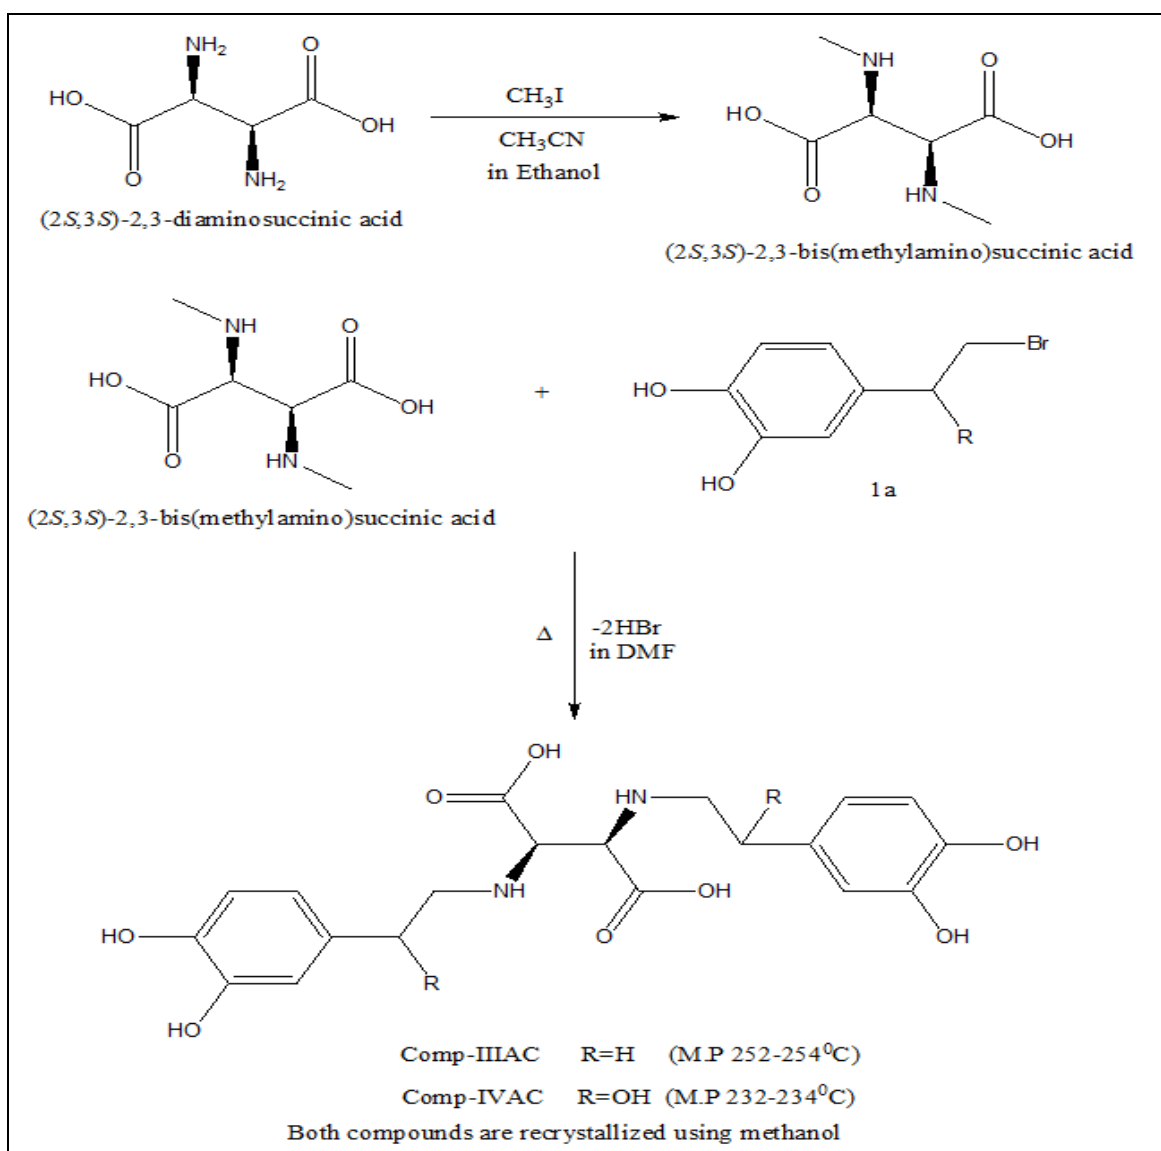 NH2
O
HO
OH
O
NH2
(2S,3S)-2,3-diaminosuccinic acid
CH3I
CH3CN
in Ethanol
NH
O
HO
OH
O
HN
(2S,3S)-2,3-bis(methylamino)succinic acid
NH
O
HO
OH
O
HN
(2S,3S)-2,3-bis(methylamino)succinic acid
+
Br
HO
R
HO
1a
Δ
-2HBr
in DMF
OH
O
HN
R
OH
NH
O
OH
OH
HO
R
HO
Comp-IIIAC R=H (M.P 252-254⁰C)
Comp-IVAC R=OH (M.P 232-234⁰C)
Both compounds are recrystallized using methanol